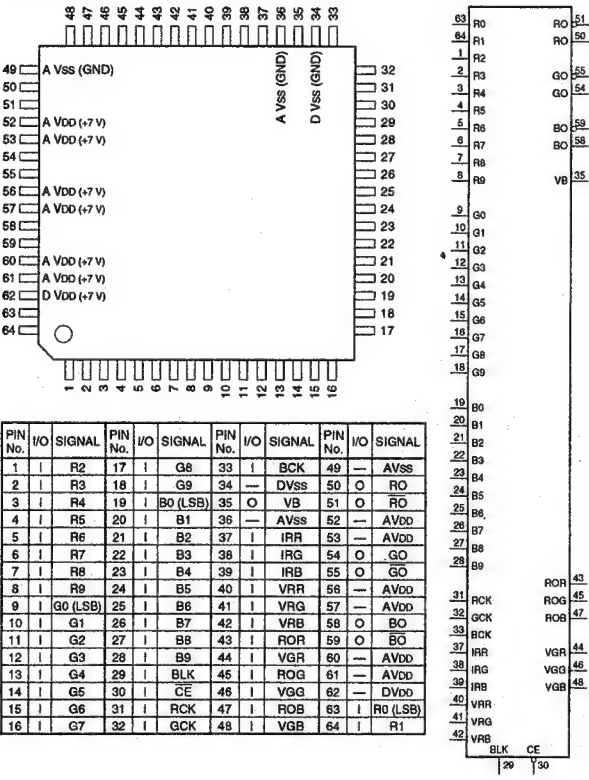 48 47 46 45 44 43 42 41 40 39 38 37 36 35 34 33
49 A VSS (GND)
50
51
52 A VDD (+7 V)
53 A VDD (+7 V)
54
55
56 A VDD (+7 V)
57 A VDD (+7 V)
58
59
60 A VDD (+7 V)
61 A VDD (+7 V)
62 D VDD (+7 V)
63
64
A VSS (GND)
D VSS (GND)
32
31
30
29
28
27
26
25
24
23
22
21
20
19
18
17
1 2 3 4 5 6 7 8 9 10 11 12 13 14 15 16
PIN No. I/O SIGNAL PIN No. I/O SIGNAL PIN No. I/O SIGNAL PIN No. I/O SIGNAL
1 I R2 17 I G8 33 I BCK 49 — AVSS
2 I R3 18 I G9 34 — DVSS 50 O RO
3 I R4 19 I B0 (LSB) 35 O VB 51 O R̅O̅
4 I R5 20 I B1 36 — AVSS 52 — AVDD
5 I R6 21 I B2 37 I IRR 53 — AVDD
6 I R7 22 I B3 38 I IRG 54 O GO
7 I R8 23 I B4 39 I IRB 55 O G̅O̅
8 I R9 24 I B5 40 I VRR 56 — AVDD
9 I G0 (LSB) 25 I B6 41 I VRG 57 — AVDD
10 I G1 26 I B7 42 I VRB 58 O BO
11 I G2 27 I B8 43 I ROR 59 O B̅O̅
12 I G3 28 I B9 44 I VGR 60 — AVDD
13 I G4 29 I BLK 45 I ROG 61 — AVDD
14 I G5 30 I C̅E̅ 46 I VGG 62 — DVDD
15 I G6 31 I RCK 47 I ROB 63 I R0 (LSB)
16 I G7 32 I GCK 48 I VGB 64 I R1
63 R0
64 R1
1 R2
2 R3
3 R4
4 R5
5 R6
6 R7
7 R8
8 R9
9 G0
10 G1
11 G2
12 G3
13 G4
14 G5
15 G6
16 G7
17 G8
18 G9
19 B0
20 B1
21 B2
22 B3
23 B4
24 B5
25 B6
26 B7
27 B8
28 B9
31 RCK
32 GCK
33 BCK
37 IRR
38 IRG
39 IRB
40 VRR
41 VRG
42 VRB
RO 51
RO 50
GO 55
GO 54
BO 59
BO 58
VB 35
ROR 43
ROG 45
ROB 47
VGR 44
VGG 46
VGB 48
BLK CE
29 30